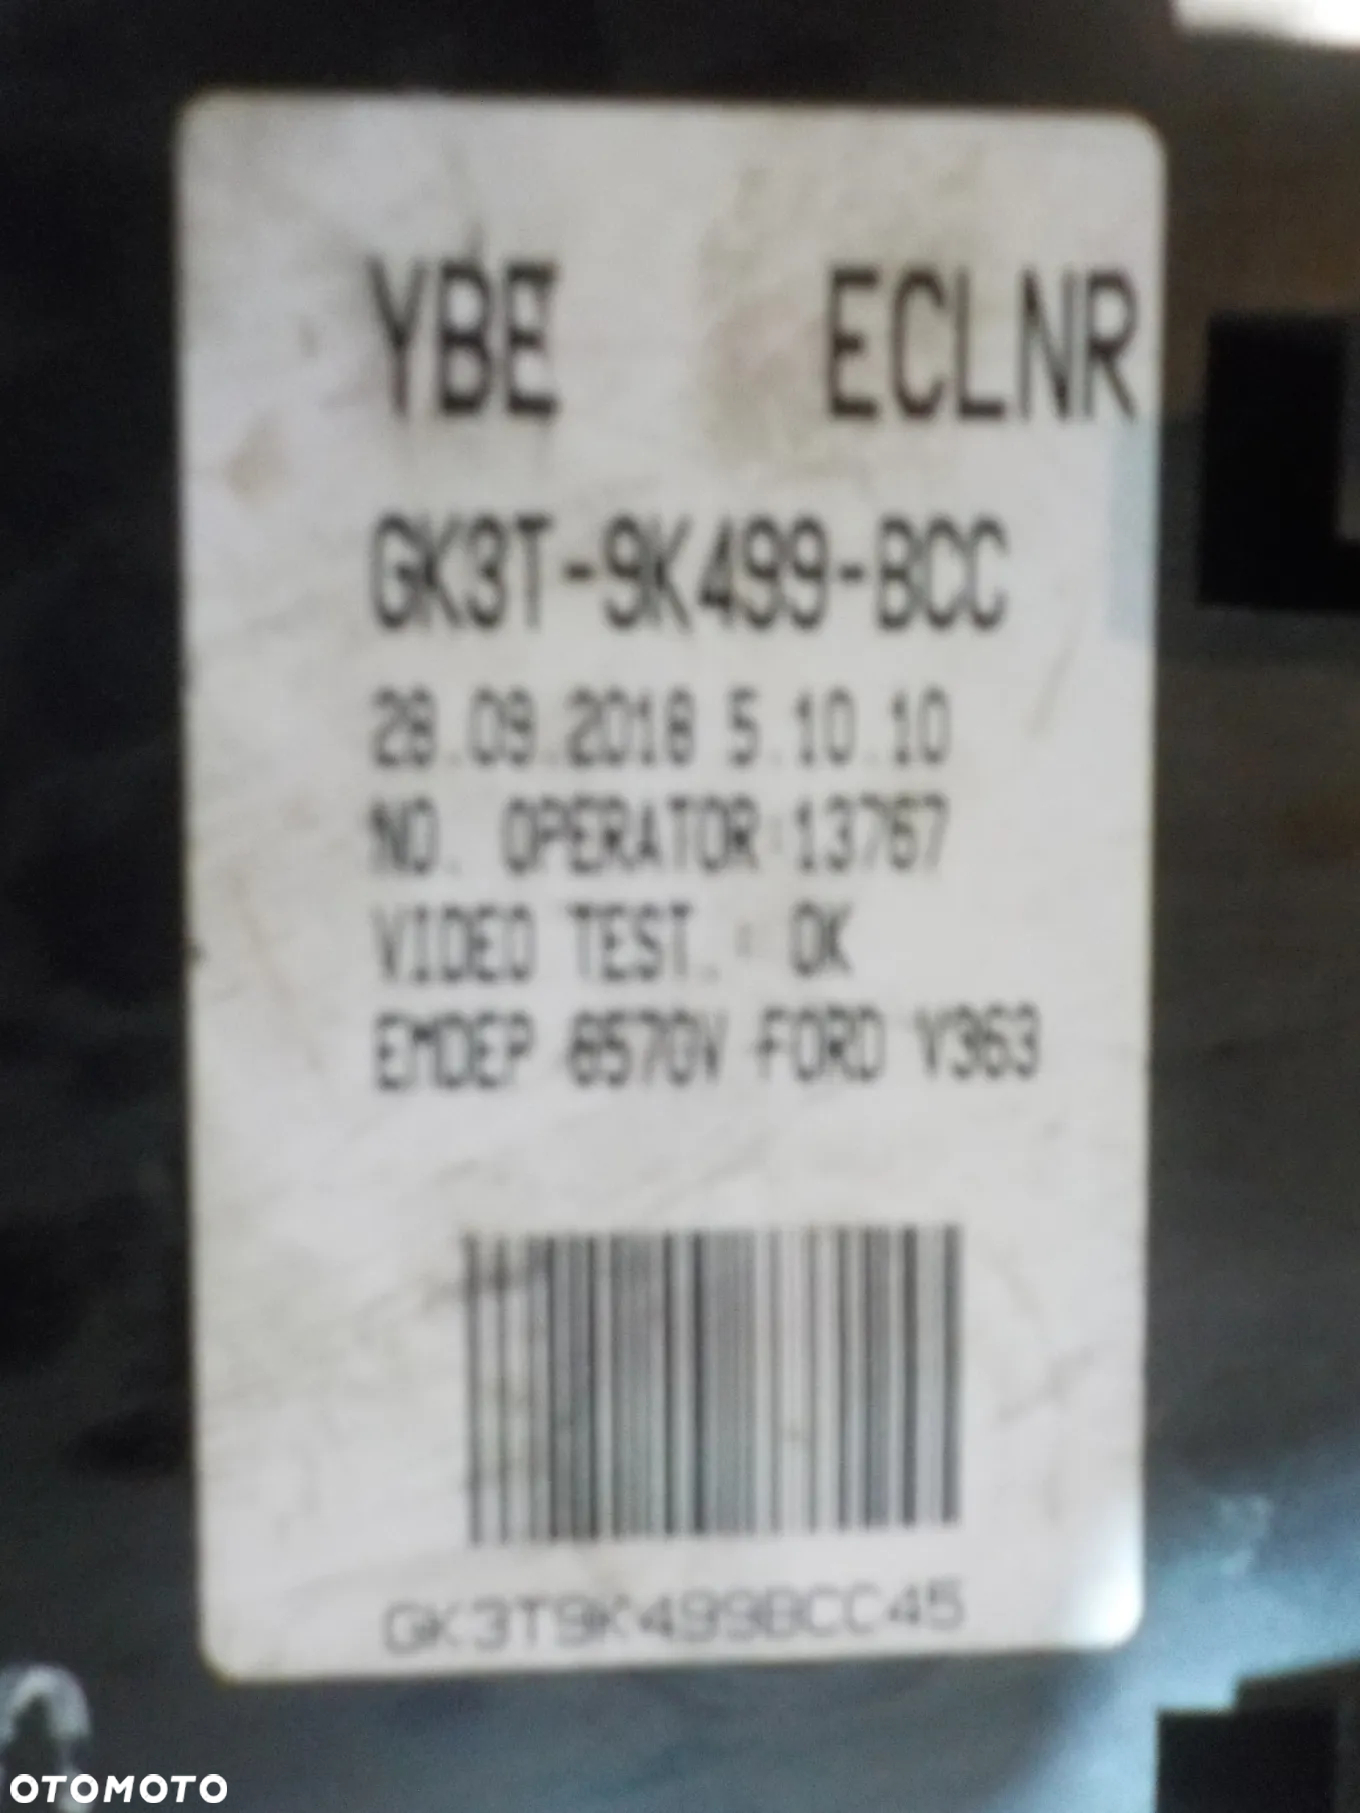 YBE ECLNR
GK3T-9K499-BCC
28.09.2018 5.10.10
NO. OPERATOR:13767
VIDEO TEST.: OK
EMDEP 6570V FORD V363
GK3T9K499BCC45
OTOMOTO